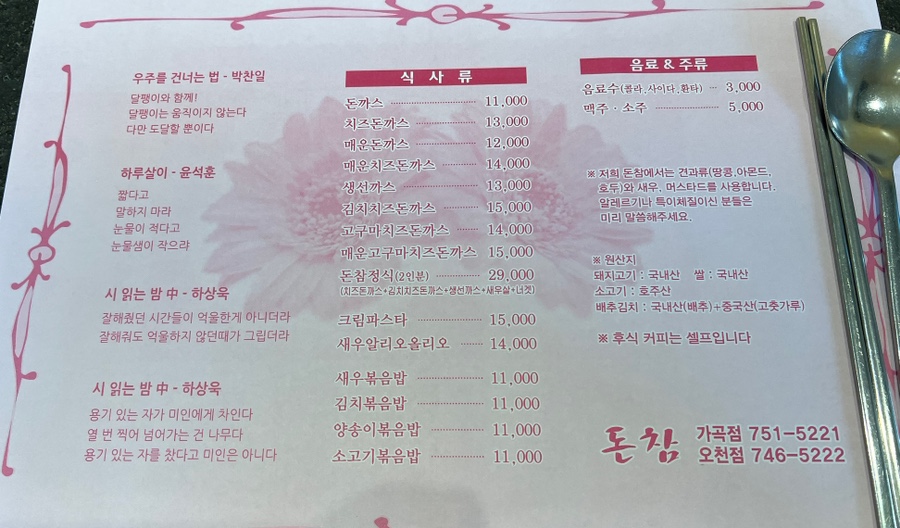 우주를 건너는 법 - 박찬일
달팽이와 함께!
달팽이는 움직이지 않는다
다만 도달할 뿐이다
하루살이 - 윤석훈
짧다고
말하지 마라
눈물이 적다고
눈물샘이 작으랴
시 읽는 밤 中 - 하상욱
잘해줬던 시간들이 억울한게 아니더라
잘해줘도 억울하지 않던때가 그립더라
시 읽는 밤 中 - 하상욱
용기 있는 자가 미인에게 차인다
열 번 찍어 넘어가는 건 나무다
용기 있는 자를 찼다고 미인은 아니다
식 사 류
돈까스 11,000
치즈돈까스 13,000
매운돈까스 12,000
매운치즈돈까스 14,000
생선까스 13,000
김치치즈돈까스 15,000
고구마치즈돈까스 14,000
매운고구마치즈돈까스 15,000
돈참정식(2인분) 29.000
(치즈돈까스+김치치즈돈까스+생선까스+새우살+너겟)
크림파스타 15,000
새우알리오올리오 14,000
새우볶음밥 11,000
김치볶음밥 11,000
양송이볶음밥 11,000
소고기볶음밥 11,000
음료 & 주류
음료수(콜라,사이다,환타) 3,000
맥주 · 소주 5,000
※ 저희 돈참에서는 견과류(땅콩,아몬드,
호두)와 새우, 머스타드를 사용합니다.
알레르기나 특이체질이신 분들은
미리 말씀해주세요.
※ 원산지
돼지고기 : 국내산 쌀 : 국내산
소고기 : 호주산
배추김치 : 국내산(배추)+중국산(고춧가루)
※ 후식 커피는 셀프입니다
돈참 가곡점 751-5221
오천점 746-5222